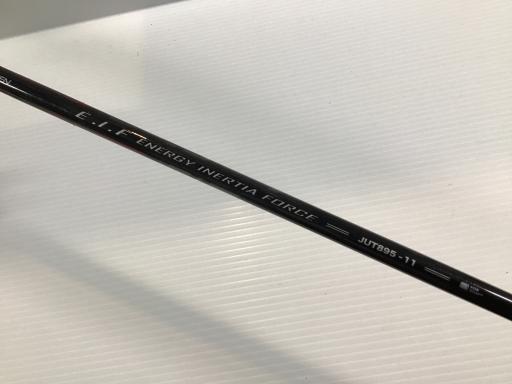 E.I.F ENERGY INERTIA FORCE JUT895-11